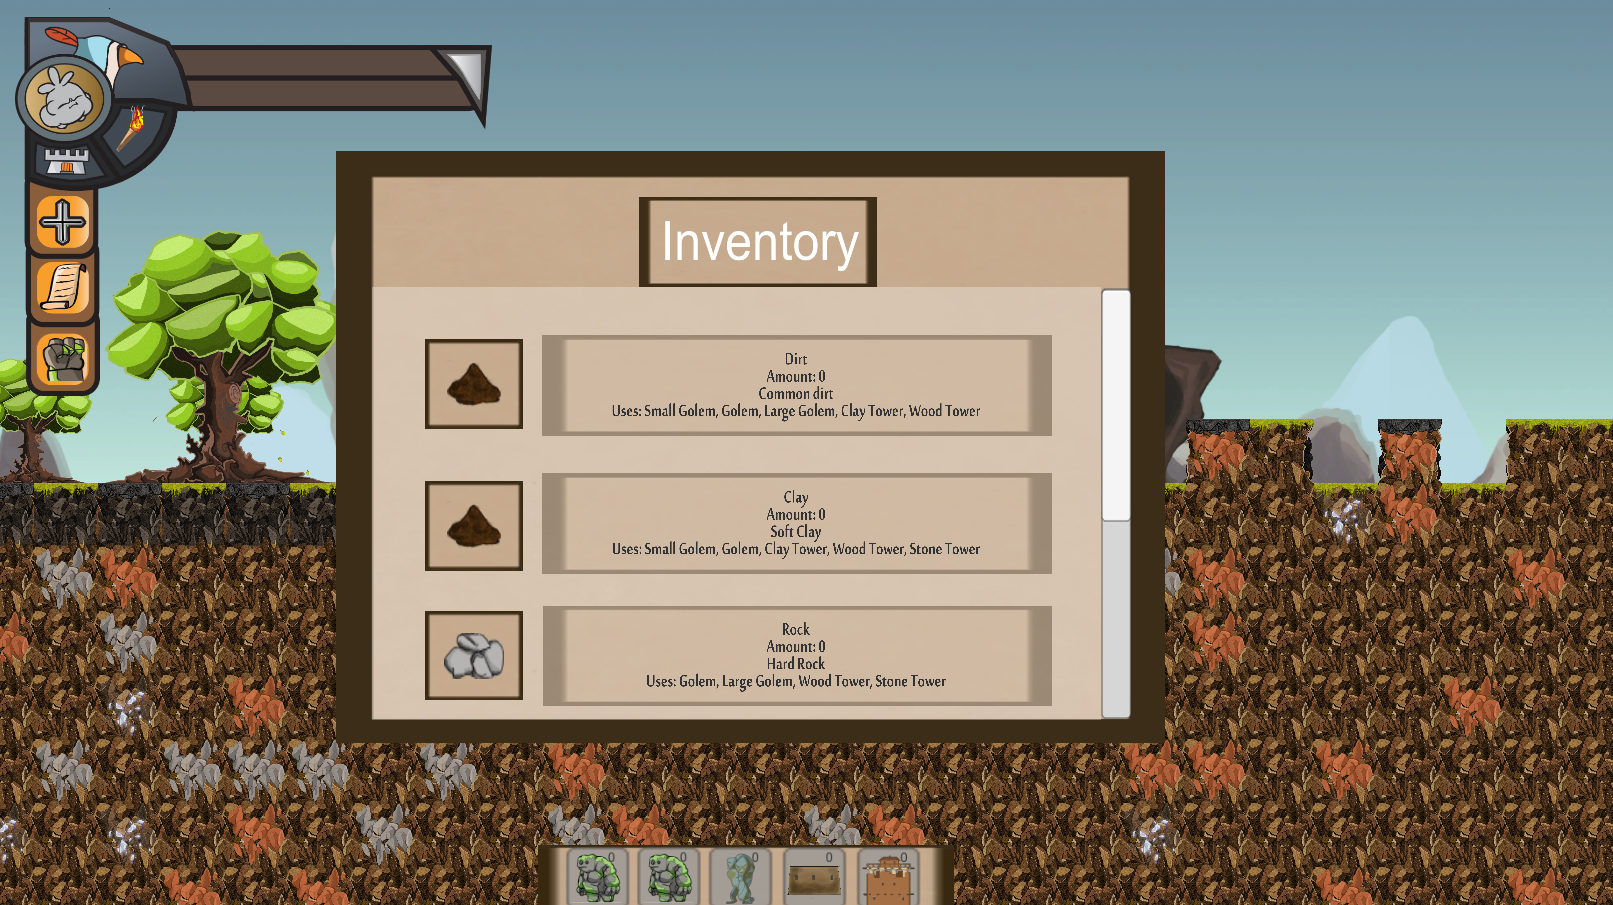 Inventory
Dirt
Amount: 0
Common dirt
Uses: Small Golem, Golem, Large Golem, Clay Tower, Wood Tower
Clay
Amount: 0
Soft Clay
Uses: Small Golem, Golem, Clay Tower, Wood Tower, Stone Tower
Rock
Amount: 0
Hard Rock
Uses: Golem, Large Golem, Wood Tower, Stone Tower
0 0 0 0 0